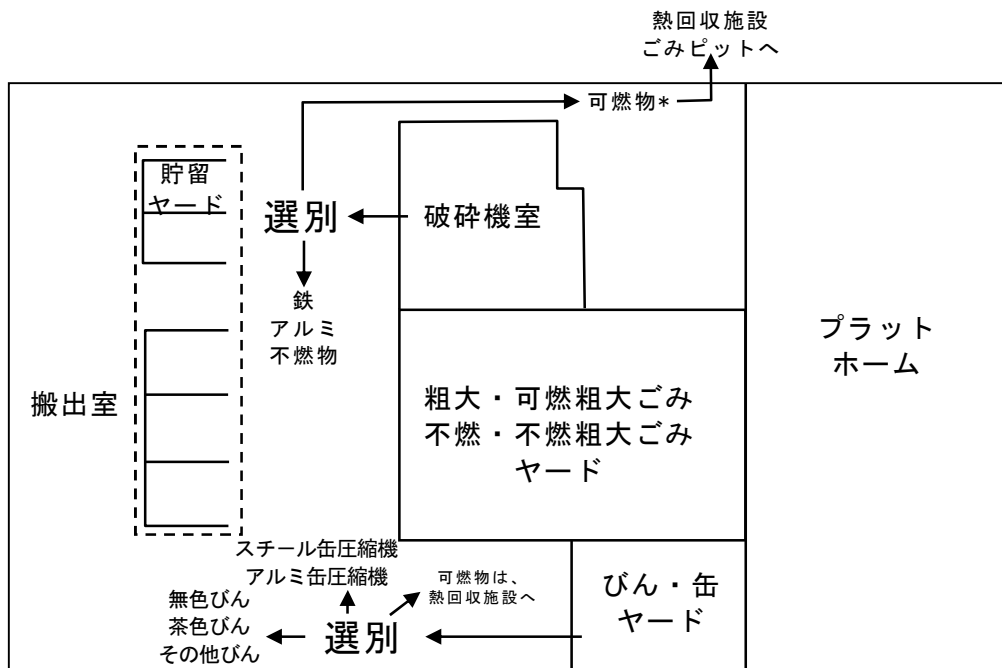 熱回収施設
ごみピットへ
可燃物*
貯留
ヤード
選別
破砕機室
鉄
アルミ
不燃物
プラット
ホーム
搬出室
粗大・可燃粗大ごみ
不燃・不燃粗大ごみ
ヤード
スチール缶圧縮機
アルミ缶圧縮機
可燃物は、
熱回収施設へ
びん・缶
ヤード
無色びん
茶色びん
その他びん
選別